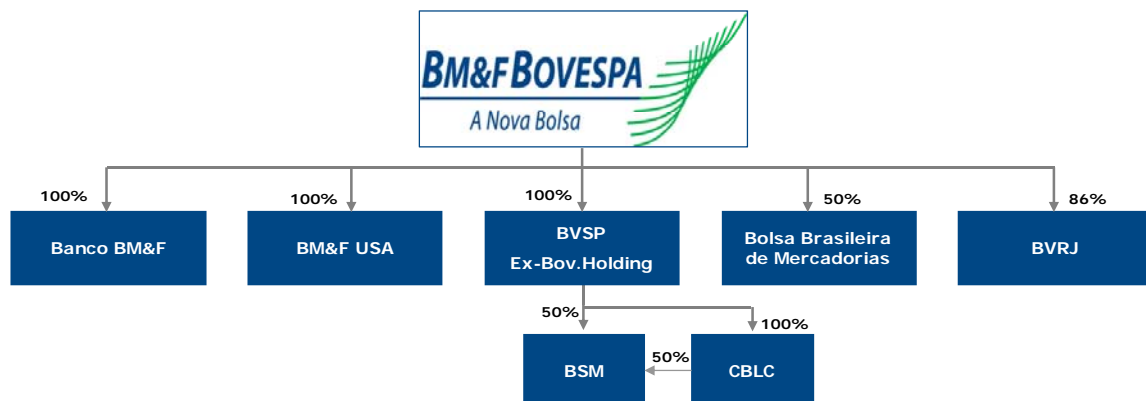 BM&FBOVESPA
A Nova Bolsa
100%
100%
100%
50%
86%
Banco BM&F
BM&F USA
BVSP
Ex-Bov.Holding
Bolsa Brasileira
de Mercadorias
BVRJ
50%
100%
BSM
50%
CBLC